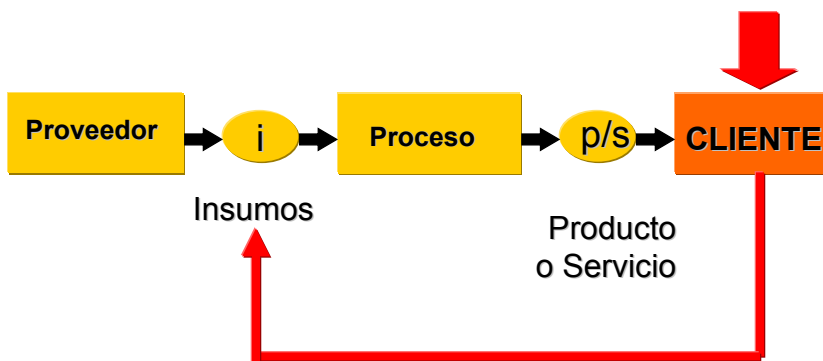 Proveedor
i
Proceso
p/s
CLIENTE
Insumos
Producto
o Servicio